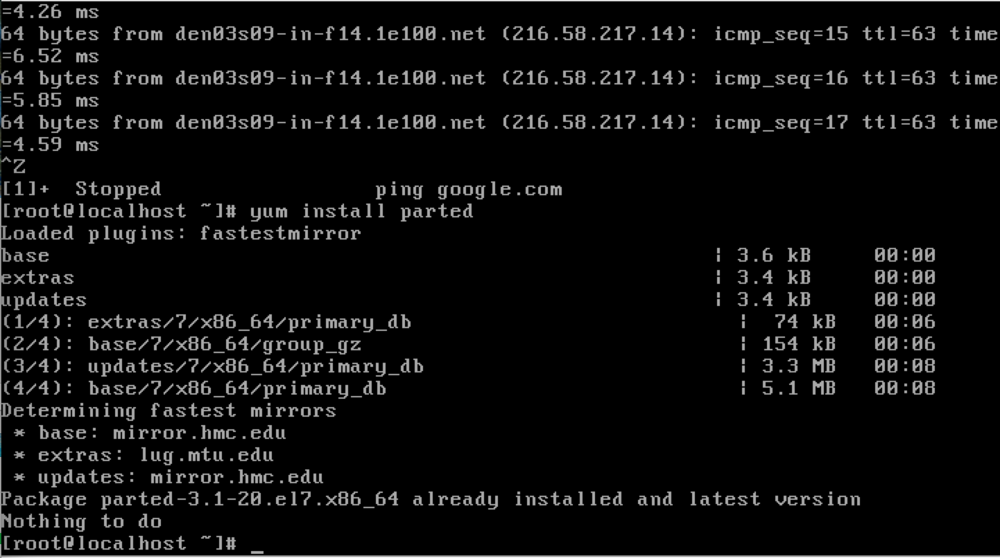 =4.26 ms
64 bytes from den03s09-in-f14.1e100.net (216.58.217.14): icmp_seq=15 ttl=63 time
=6.52 ms
64 bytes from den03s09-in-f14.1e100.net (216.58.217.14): icmp_seq=16 ttl=63 time
=5.85 ms
64 bytes from den03s09-in-f14.1e100.net (216.58.217.14): icmp_seq=17 ttl=63 time
=4.59 ms
^Z
[1]+  Stopped                 ping google.com
[root@localhost ~]# yum install parted
Loaded plugins: fastestmirror
base                                                     | 3.6 kB     00:00
extras                                                   | 3.4 kB     00:00
updates                                                  | 3.4 kB     00:00
(1/4): extras/7/x86_64/primary_db                          |  74 kB   00:06
(2/4): base/7/x86_64/group_gz                              | 154 kB   00:06
(3/4): updates/7/x86_64/primary_db                         | 3.3 MB   00:08
(4/4): base/7/x86_64/primary_db                            | 5.1 MB   00:08
Determining fastest mirrors
 * base: mirror.hmc.edu
 * extras: lug.mtu.edu
 * updates: mirror.hmc.edu
Package parted-3.1-20.el7.x86_64 already installed and latest version
Nothing to do
[root@localhost ~]# _